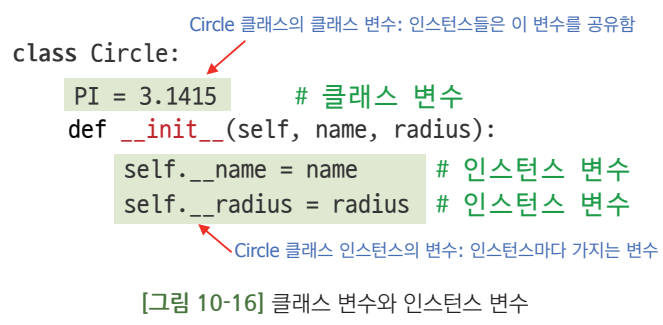 Circle 클래스의 클래스 변수: 인스턴스들은 이 변수를 공유함
class Circle:
PI = 3.1415 # 클래스 변수
def __init__(self, name, radius):
self.__name = name # 인스턴스 변수
self.__radius = radius # 인스턴스 변수
Circle 클래스 인스턴스의 변수: 인스턴스마다 가지는 변수
[그림 10-16] 클래스 변수와 인스턴스 변수